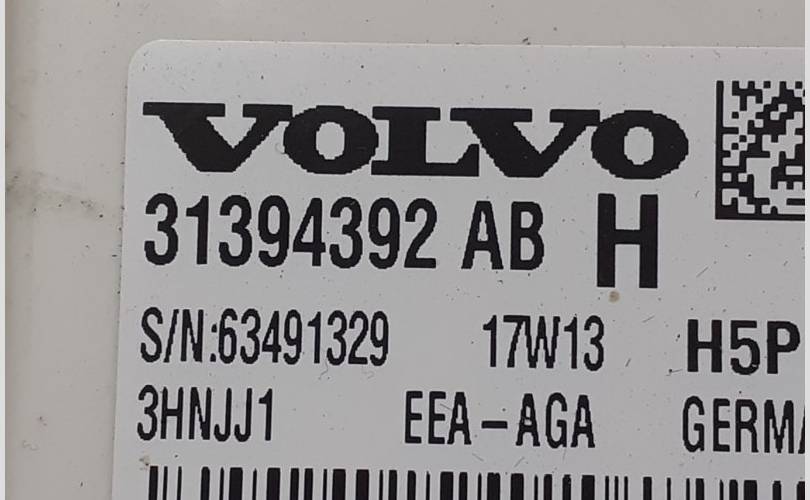 VOLVO
31394392 AB H
S/N:63491329 17W13 H5P
3HNJJ1 EEA-AGA